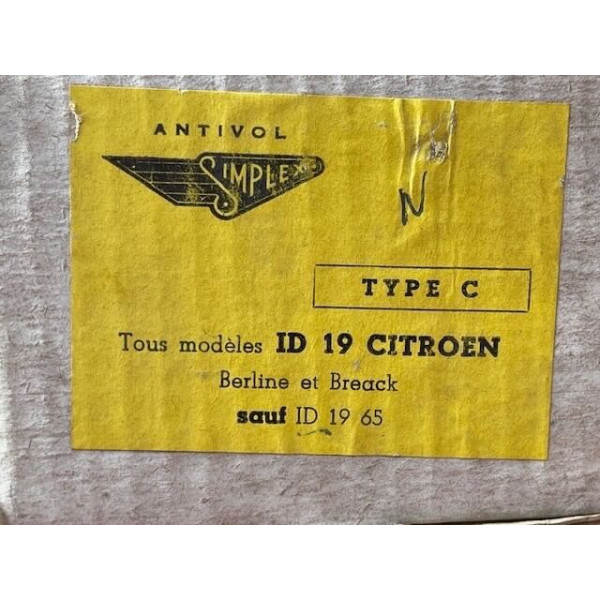 ANTIVOL
SIMPLEX
N
TYPE C
Tous modèles ID 19 CITROEN
Berline et Breack
sauf ID 19 65